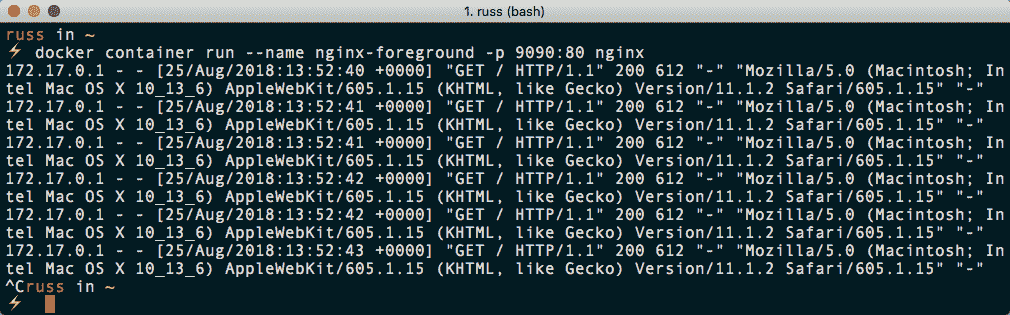 1. russ (bash)
russ in ~
⚡ docker container run --name nginx-foreground -p 9090:80 nginx
172.17.0.1 - - [25/Aug/2018:13:52:40 +0000] "GET / HTTP/1.1" 200 612 "-" "Mozilla/5.0 (Macintosh; In
tel Mac OS X 10_13_6) AppleWebKit/605.1.15 (KHTML, like Gecko) Version/11.1.2 Safari/605.1.15" "-"
172.17.0.1 - - [25/Aug/2018:13:52:41 +0000] "GET / HTTP/1.1" 200 612 "-" "Mozilla/5.0 (Macintosh; In
tel Mac OS X 10_13_6) AppleWebKit/605.1.15 (KHTML, like Gecko) Version/11.1.2 Safari/605.1.15" "-"
172.17.0.1 - - [25/Aug/2018:13:52:41 +0000] "GET / HTTP/1.1" 200 612 "-" "Mozilla/5.0 (Macintosh; In
tel Mac OS X 10_13_6) AppleWebKit/605.1.15 (KHTML, like Gecko) Version/11.1.2 Safari/605.1.15" "-"
172.17.0.1 - - [25/Aug/2018:13:52:42 +0000] "GET / HTTP/1.1" 200 612 "-" "Mozilla/5.0 (Macintosh; In
tel Mac OS X 10_13_6) AppleWebKit/605.1.15 (KHTML, like Gecko) Version/11.1.2 Safari/605.1.15" "-"
172.17.0.1 - - [25/Aug/2018:13:52:42 +0000] "GET / HTTP/1.1" 200 612 "-" "Mozilla/5.0 (Macintosh; In
tel Mac OS X 10_13_6) AppleWebKit/605.1.15 (KHTML, like Gecko) Version/11.1.2 Safari/605.1.15" "-"
172.17.0.1 - - [25/Aug/2018:13:52:43 +0000] "GET / HTTP/1.1" 200 612 "-" "Mozilla/5.0 (Macintosh; In
tel Mac OS X 10_13_6) AppleWebKit/605.1.15 (KHTML, like Gecko) Version/11.1.2 Safari/605.1.15" "-"
^Cruss in ~
⚡